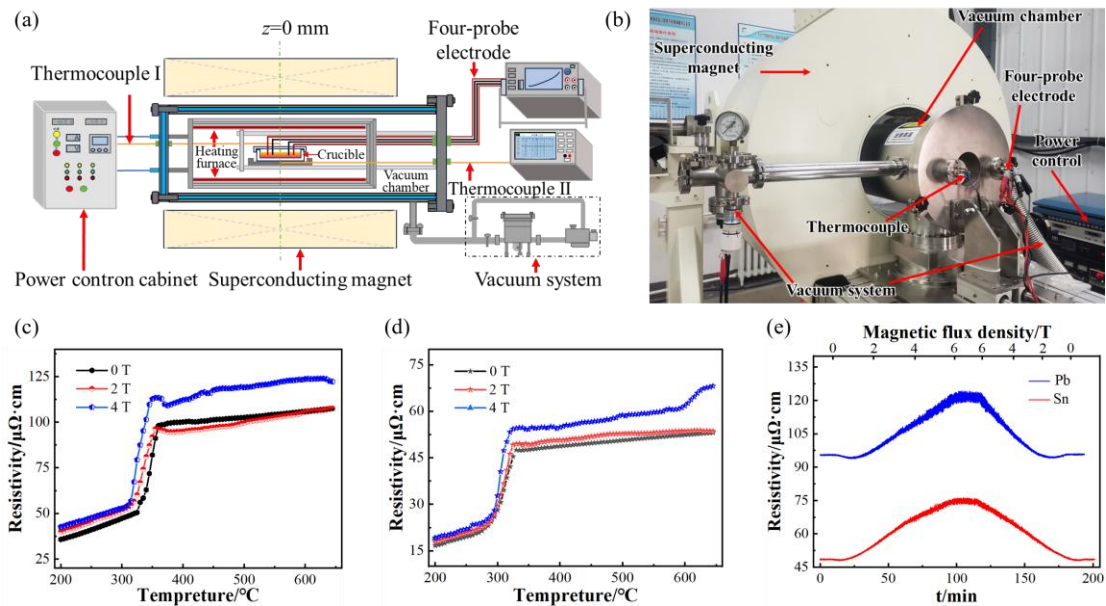 (a)
z=0 mm
Four-probe
electrode
Thermocouple I
Heating
furnace
Crucible
Vacuum
chamber
Thermocouple II
Power contron cabinet
Superconducting magnet
Vacuum system
(b)
Vacuum chamber
Superconducting
magnet
Four-probe
electrode
Power
control
Thermocouple
Vacuum system
(c)
0 T
2 T
4 T
Resistivity/μΩ·cm
125
100
75
50
25
200 300 400 500 600
Tempreture/°C
(d)
0 T
2 T
4 T
Resistivity/μΩ·cm
75
60
45
30
15
200 300 400 500 600
Tempreture/°C
(e)
Magnetic flux density/T
0 2 4 6 6 4 2 0
Pb
Sn
Resistivity/μΩ·cm
135
120
105
90
75
60
45
0 50 100 150 200
t/min